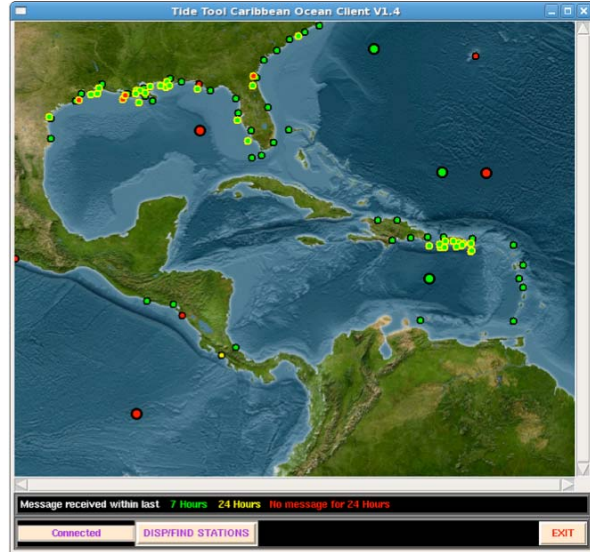 Tide Tool Caribbean Ocean Client V1.4
Message received within last 7 Hours 24 Hours No message for 24 Hours
Connected DISP/FIND STATIONS EXIT